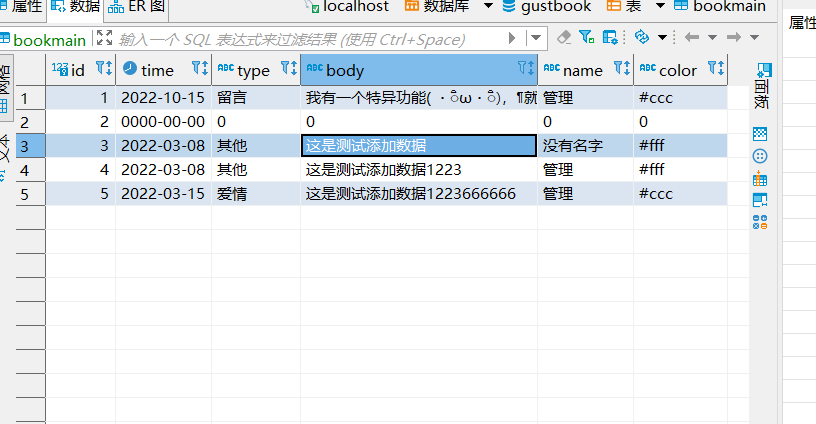 属性 数据 ER 图 localhost 数据库 gustbook 表 bookmain
属性
bookmain 输入一个 SQL 表达式来过滤结果 (使用 Ctrl+Space)
123 id time ABC type ABC body ABC name ABC color
1 1 2022-10-15 留言 我有一个特异功能( 管理 #ccc
2 2 0000-00-00 0 0 0 0
3 3 2022-03-08 其他 这是测试添加数据 没有名字 #fff
4 4 2022-03-08 其他 这是测试添加数据1223 管理 #fff
5 5 2022-03-15 爱情 这是测试添加数据1223666666 管理 #ccc
网格
文本
面板